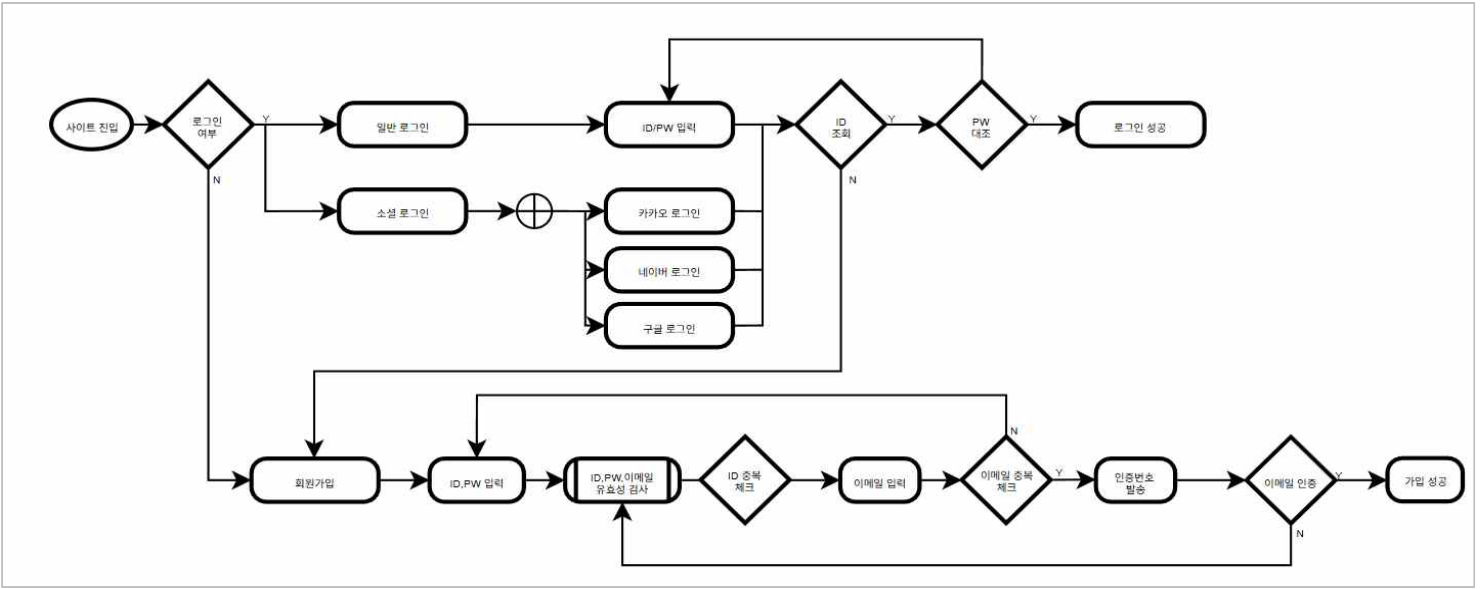 사이트 진입
로그인
여부
Y
N
일반 로그인
ID/PW 입력
ID
조회
Y
N
PW
대조
Y
로그인 성공
소셜 로그인
카카오 로그인
네이버 로그인
구글 로그인
회원가입
ID,PW 입력
ID,PW,이메일
유효성 검사
ID 중복
체크
이메일 입력
이메일 중복
체크
N
Y
인증번호
발송
이메일 인증
Y
N
가입 성공